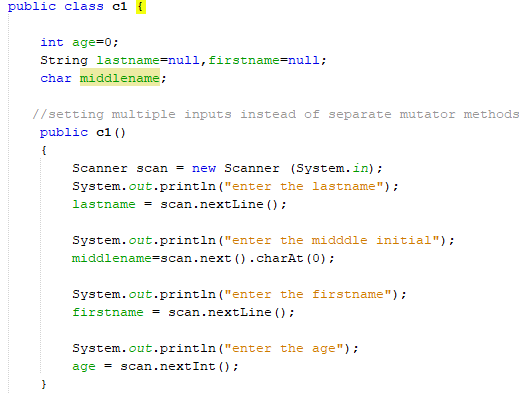 public class c1 {
int age=0;
String lastname=null,firstname=null;
char middlename;
//setting multiple inputs instead of separate mutator methods
public c1()
{
Scanner scan = new Scanner (System.in);
System.out.println("enter the lastname");
lastname = scan.nextLine();
System.out.println("enter the midddle initial");
middlename=scan.next().charAt(0);
System.out.println("enter the firstname");
firstname = scan.nextLine();
System.out.println("enter the age");
age = scan.nextInt();
}